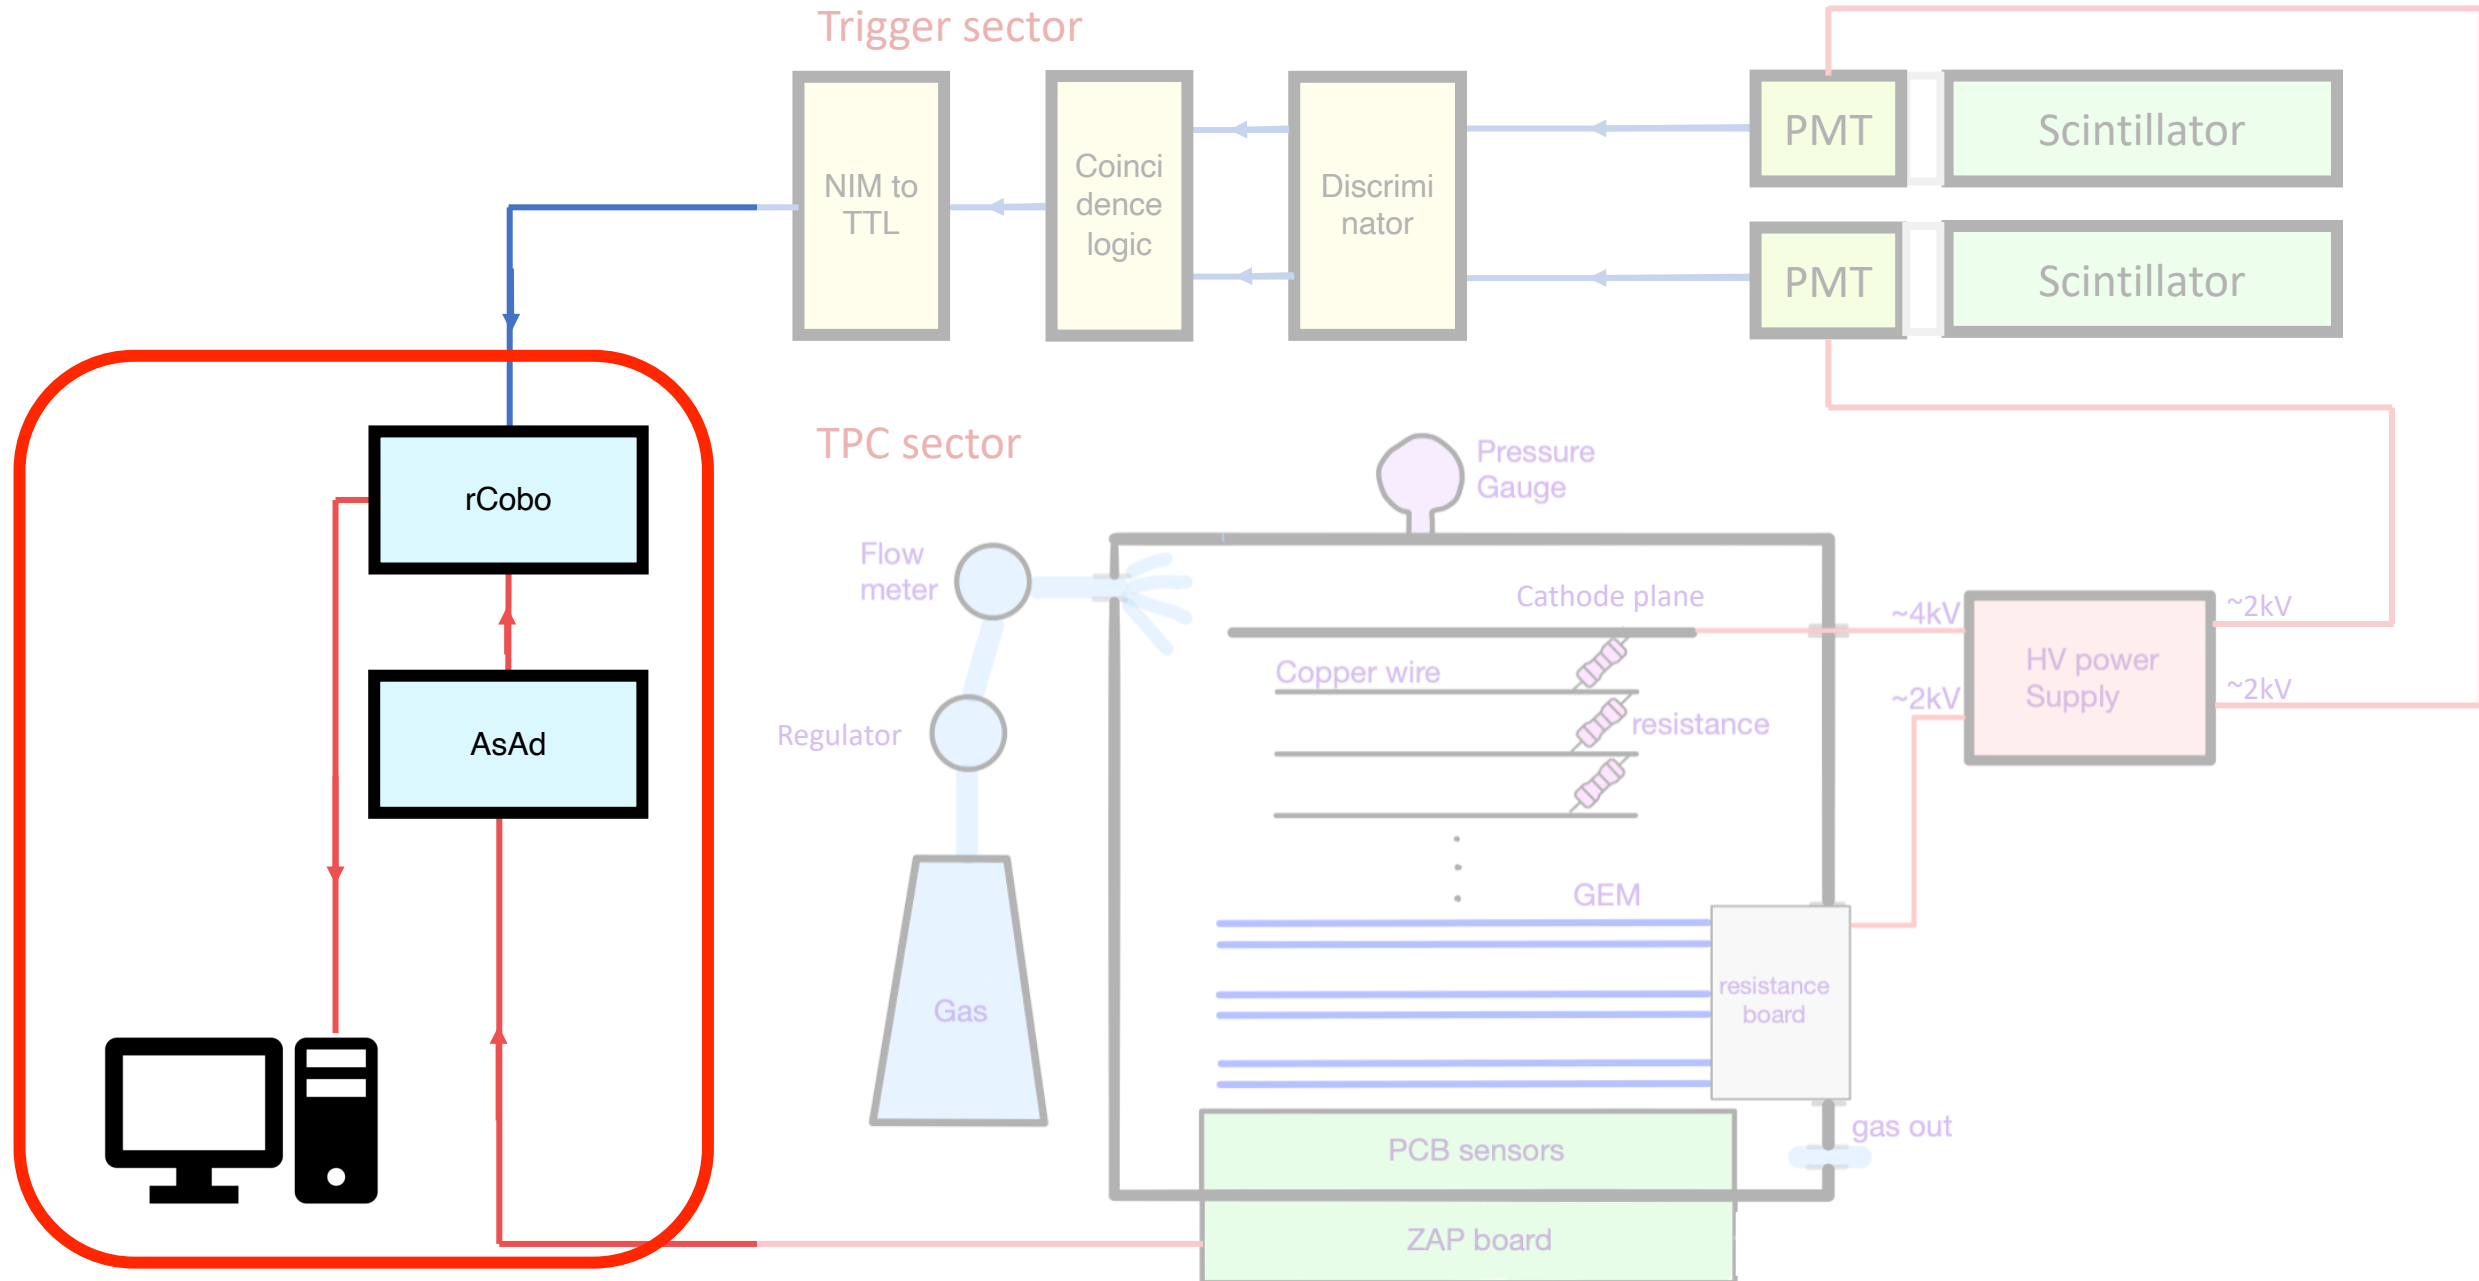 Trigger sector
NIM to
TTL
Coinci
dence
logic
Discrimi
nator
PMT
Scintillator
PMT
Scintillator
rCobo
AsAd
TPC sector
Pressure
Gauge
Flow
meter
Regulator
Gas
Cathode plane
Copper wire
resistance
~4kV
~2kV
HV power
Supply
~2kV
~2kV
GEM
resistance
board
gas out
PCB sensors
ZAP board